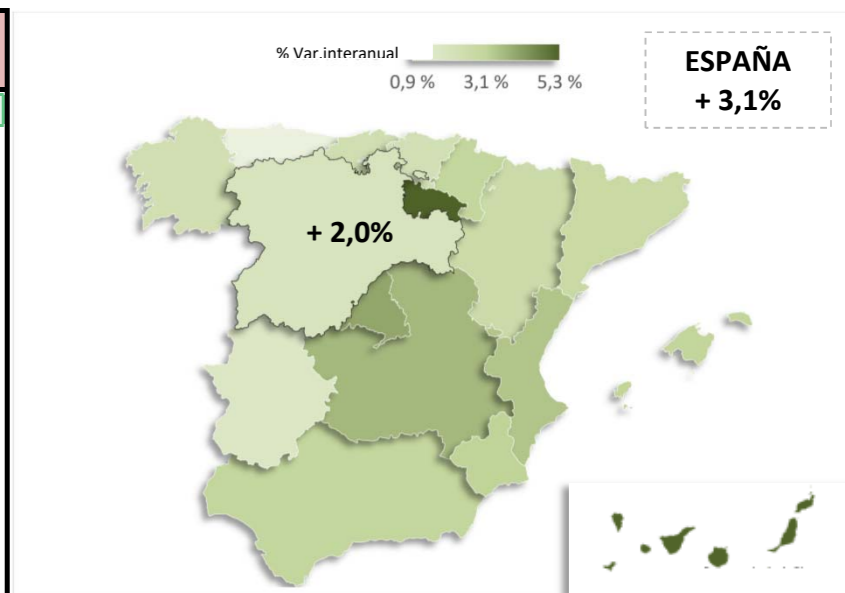 % Var.interanual
0,9 % 3,1 % 5,3 %
ESPAÑA
+ 3,1%
+ 2,0%